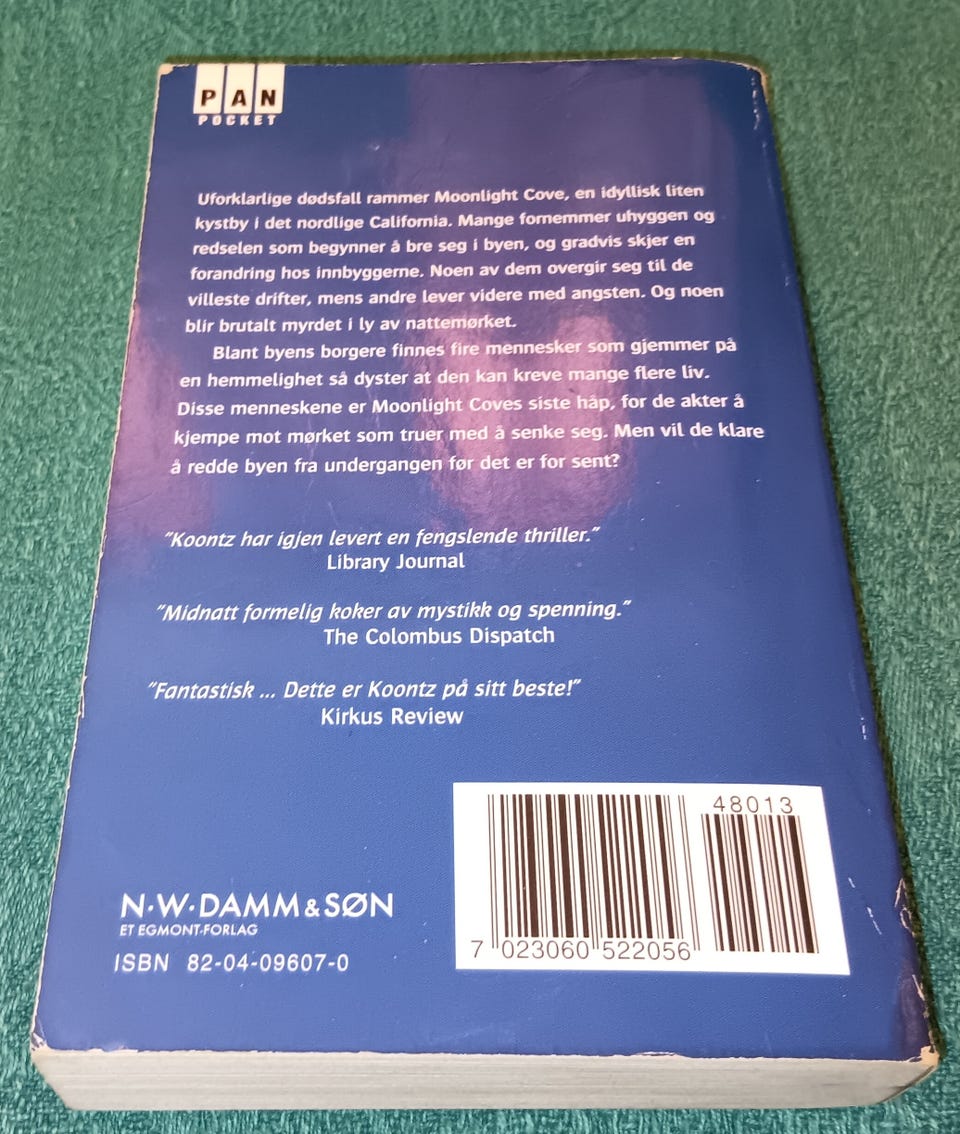 PAN
POCKET
Uforklarlige dødsfall rammer Moonlight Cove, en idyllisk liten
kystby i det nordlige California. Mange fornemmer uhyggen og
redselen som begynner å bre seg i byen, og gradvis skjer en
forandring hos innbyggerne. Noen av dem overgir seg til de
villeste drifter, mens andre lever videre med angsten. Og noen
blir brutalt myrdet i ly av nattemørket.
Blant byens borgere finnes fire mennesker som gjemmer på
en hemmelighet så dyster at den kan kreve mange flere liv.
Disse menneskene er Moonlight Coves siste håp, for de akter å
kjempe mot mørket som truer med å senke seg. Men vil de klare
å redde byen fra undergangen før det er for sent?
"Koontz har igjen levert en fengslende thriller."
Library Journal
"Midnatt formelig koker av mystikk og spenning."
The Colombus Dispatch
"Fantastisk ... Dette er Koontz på sitt beste!"
Kirkus Review
N·W·DAMM & SØN
ET EGMONT-FORLAG
ISBN 82-04-09607-0
48013
7 023060 522056